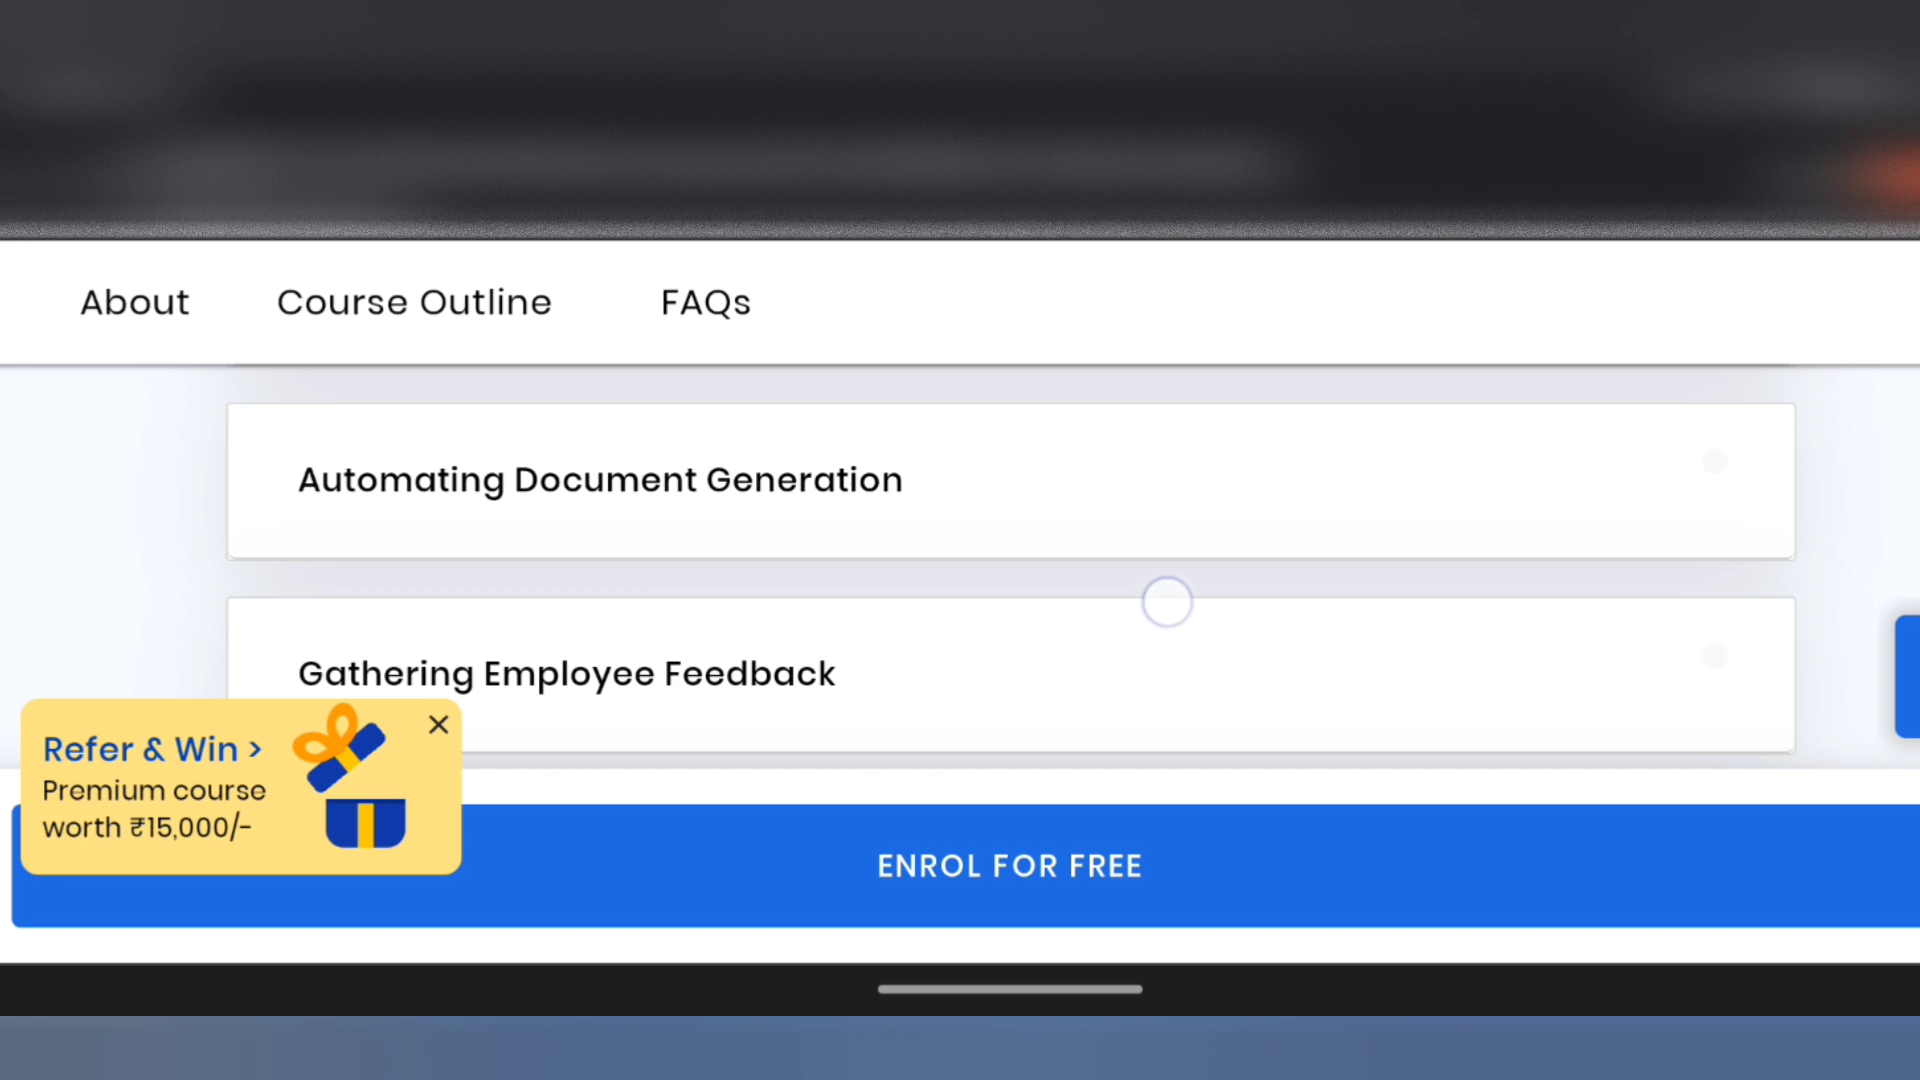 About
Course Outline
FAQs
Automating Document Generation
Gathering Employee Feedback
Refer & Win >
Premium course
worth ₹15,000/-
ENROL FOR FREE